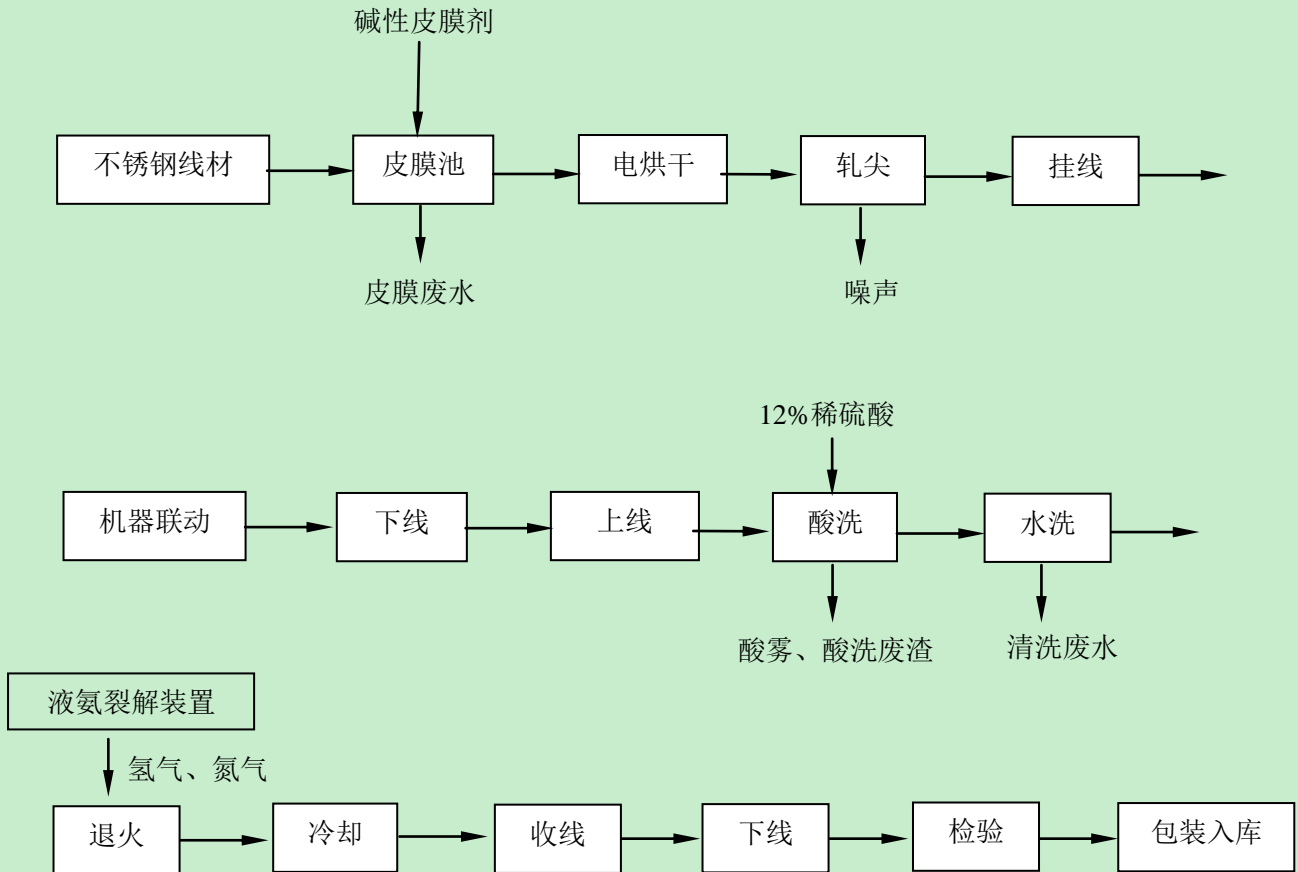 碱性皮膜剂
不锈钢线材
皮膜池
电烘干
轧尖
挂线
皮膜废水
噪声
12%稀硫酸
机器联动
下线
上线
酸洗
水洗
酸雾、酸洗废渣
清洗废水
液氨裂解装置
氢气、氮气
退火
冷却
收线
下线
检验
包装入库